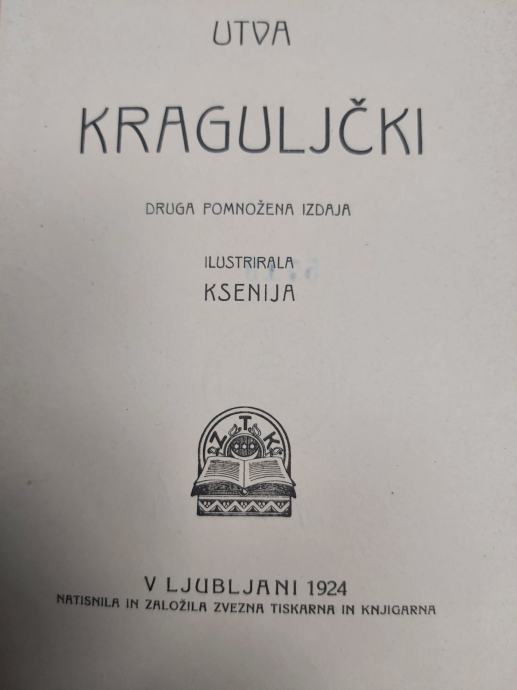 UTVA
KRAGULJČKI
DRUGA POMNOŽENA IZDAJA
ILUSTRIRALA
KSENIJA
Z. T. K.
V LJUBLJANI 1924
NATISNILA IN ZALOŽILA ZVEZNA TISKARNA IN KNJIGARNA